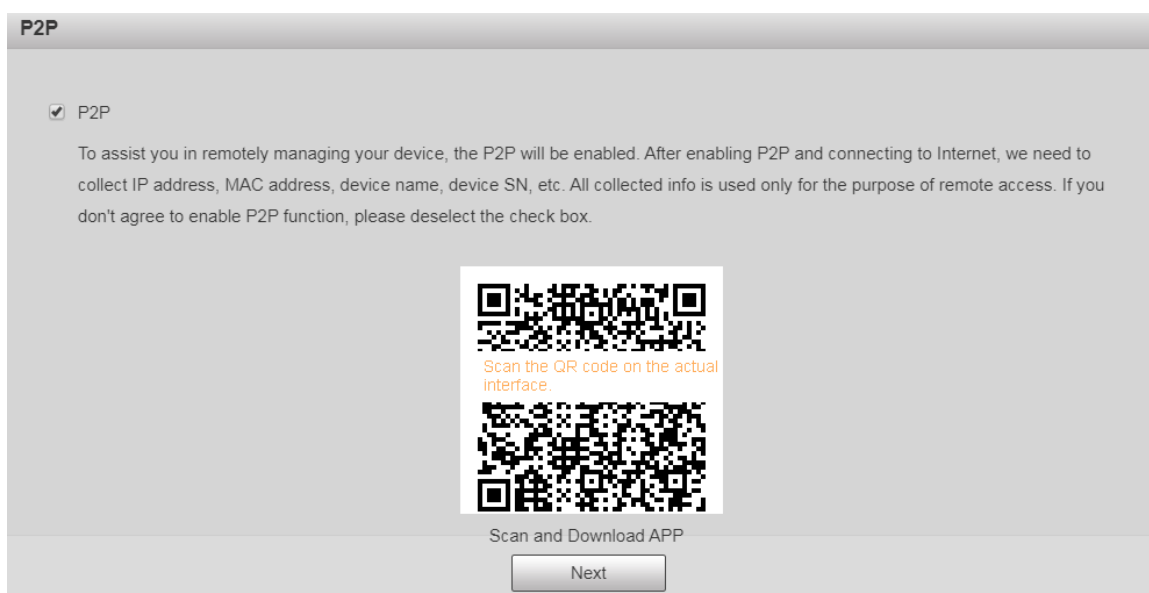 P2P
P2P
To assist you in remotely managing your device, the P2P will be enabled. After enabling P2P and connecting to Internet, we need to
collect IP address, MAC address, device name, device SN, etc. All collected info is used only for the purpose of remote access. If you
don't agree to enable P2P function, please deselect the check box.
Scan the QR code on the actual
interface.
Scan and Download APP
Next